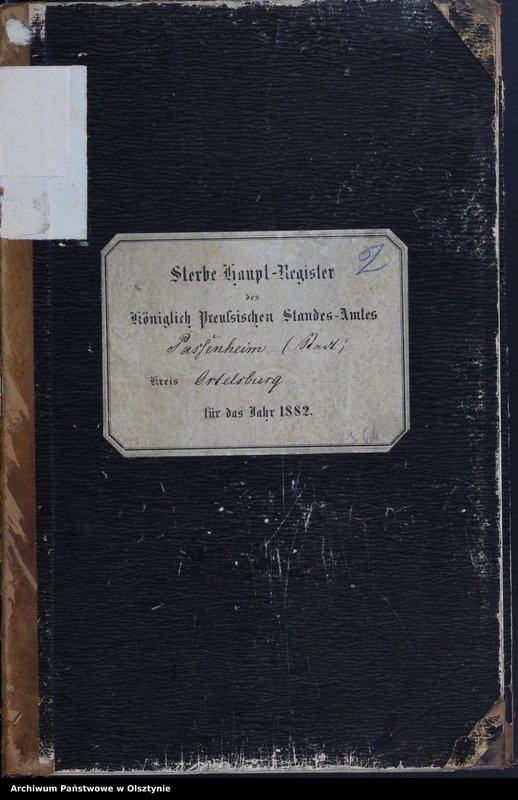 2
Sterbe-Haupt-Register
des
Königlich Preußischen Standes-Amtes
Passenheim (Stadt)
Kreis Ortelsburg
für das Jahr 1882.
Archiwum Państwowe w Olsztynie